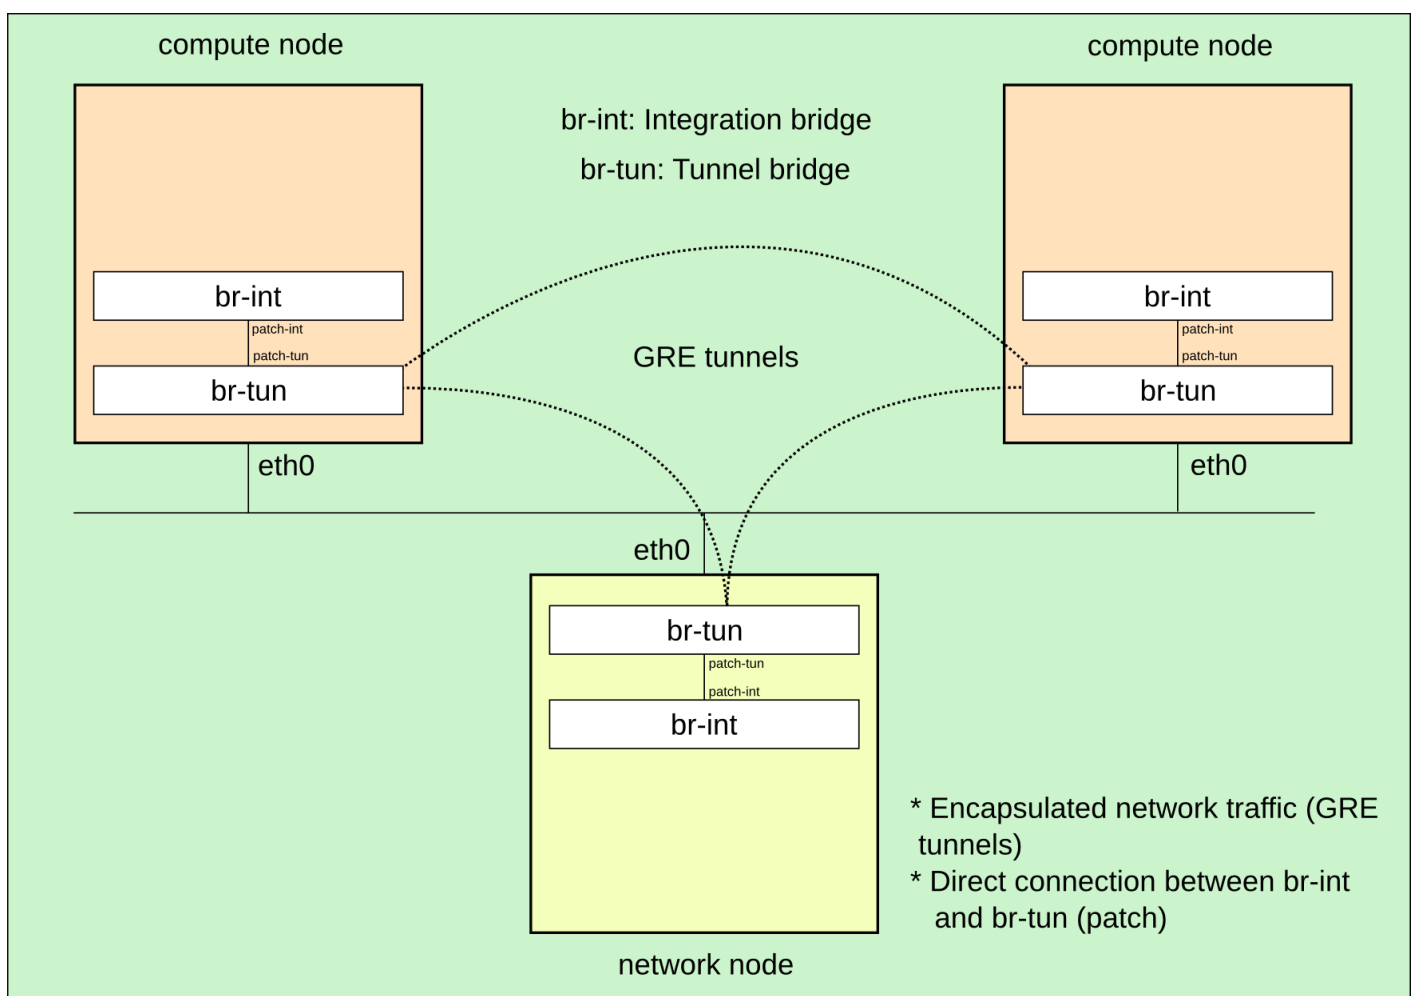 compute node
compute node
br-int: Integration bridge
br-tun: Tunnel bridge
br-int
patch-int
patch-tun
br-tun
eth0
GRE tunnels
br-int
patch-int
patch-tun
br-tun
eth0
eth0
br-tun
patch-tun
patch-int
br-int
* Encapsulated network traffic (GRE
tunnels)
* Direct connection between br-int
and br-tun (patch)
network node